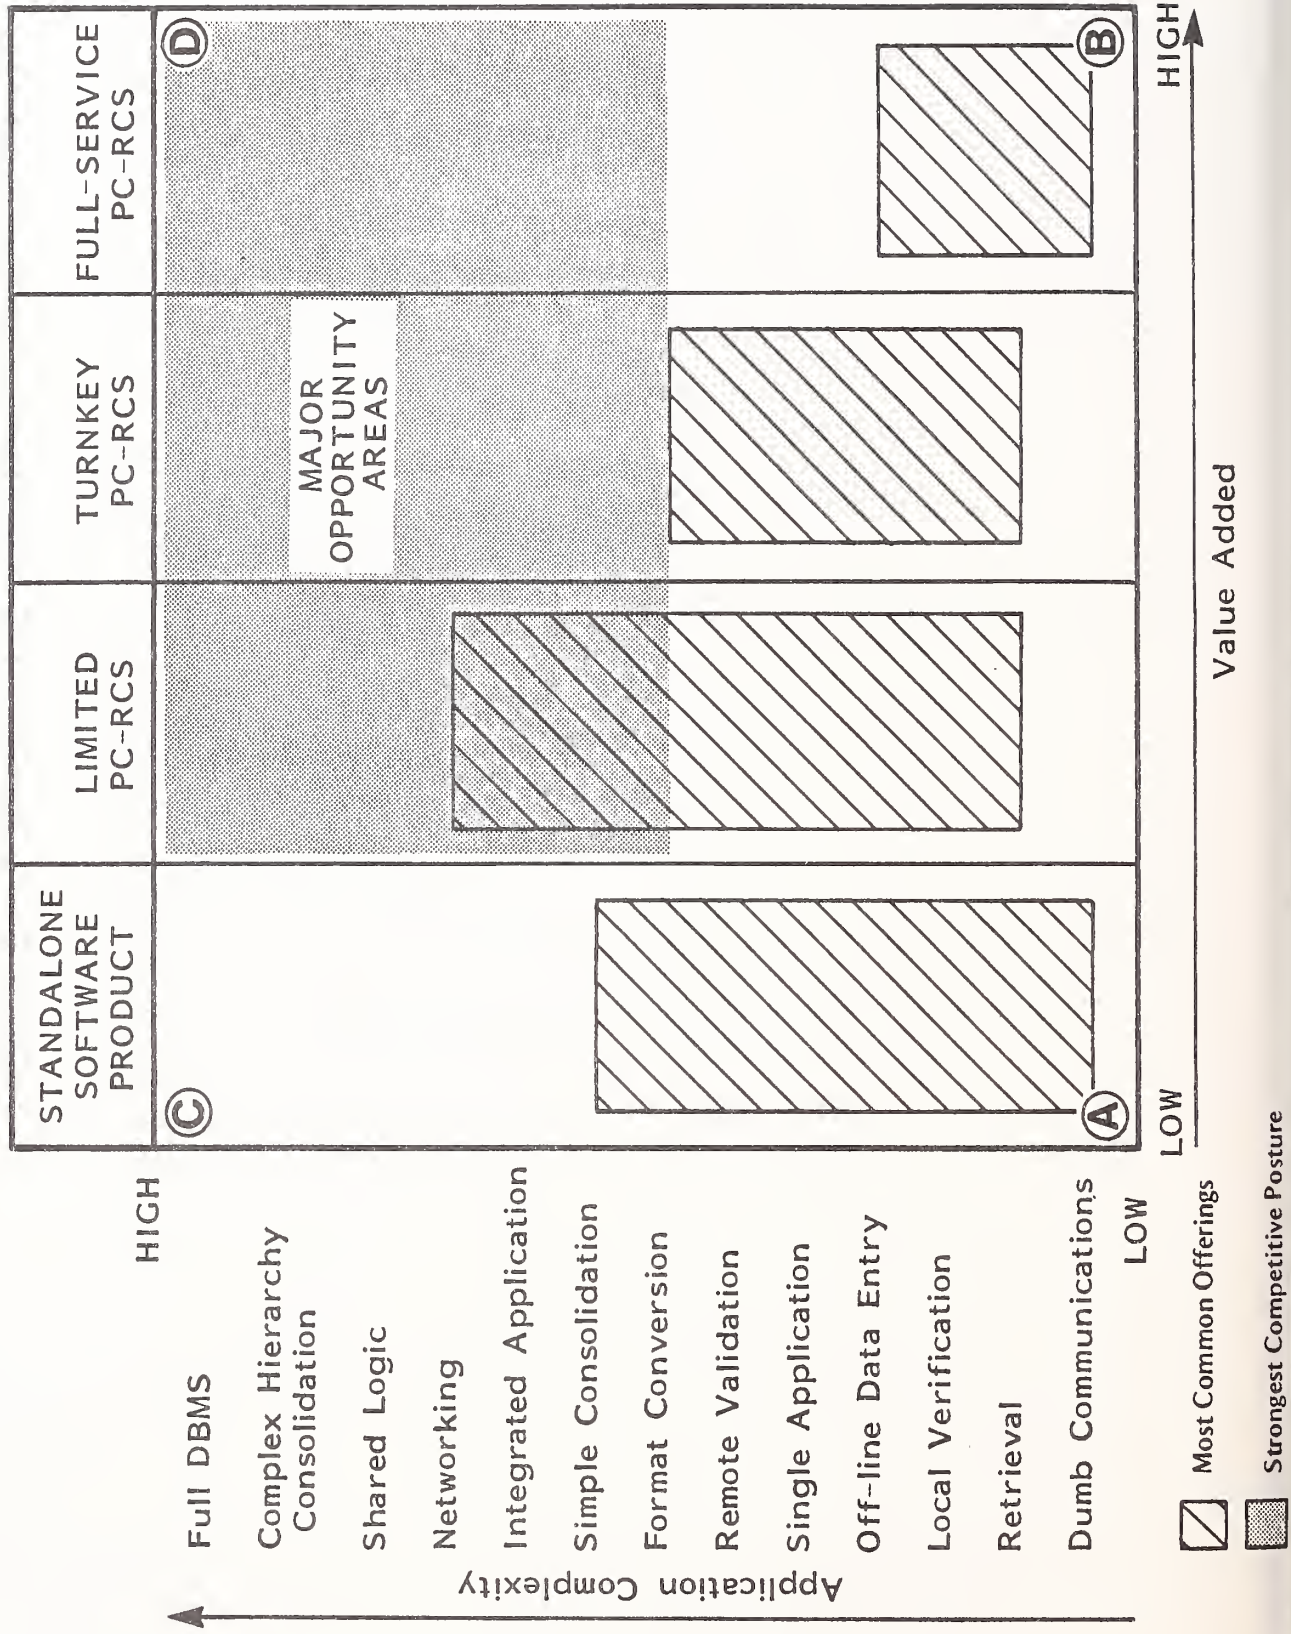 STANDALONE
SOFTWARE
PRODUCT
LIMITED
PC-RCS
TURNKEY
PC-RCS
FULL-SERVICE
PC-RCS
HIGH
C
D
MAJOR
OPPORTUNITY
AREAS
Full DBMS
Complex Hierarchy
Consolidation
Shared Logic
Networking
Integrated Application
Simple Consolidation
Format Conversion
Remote Validation
Single Application
Off-line Data Entry
Local Verification
Retrieval
Dumb Communications
Application Complexity
A
B
LOW
LOW
HIGH
Value Added
Most Common Offerings
Strongest Competitive Posture